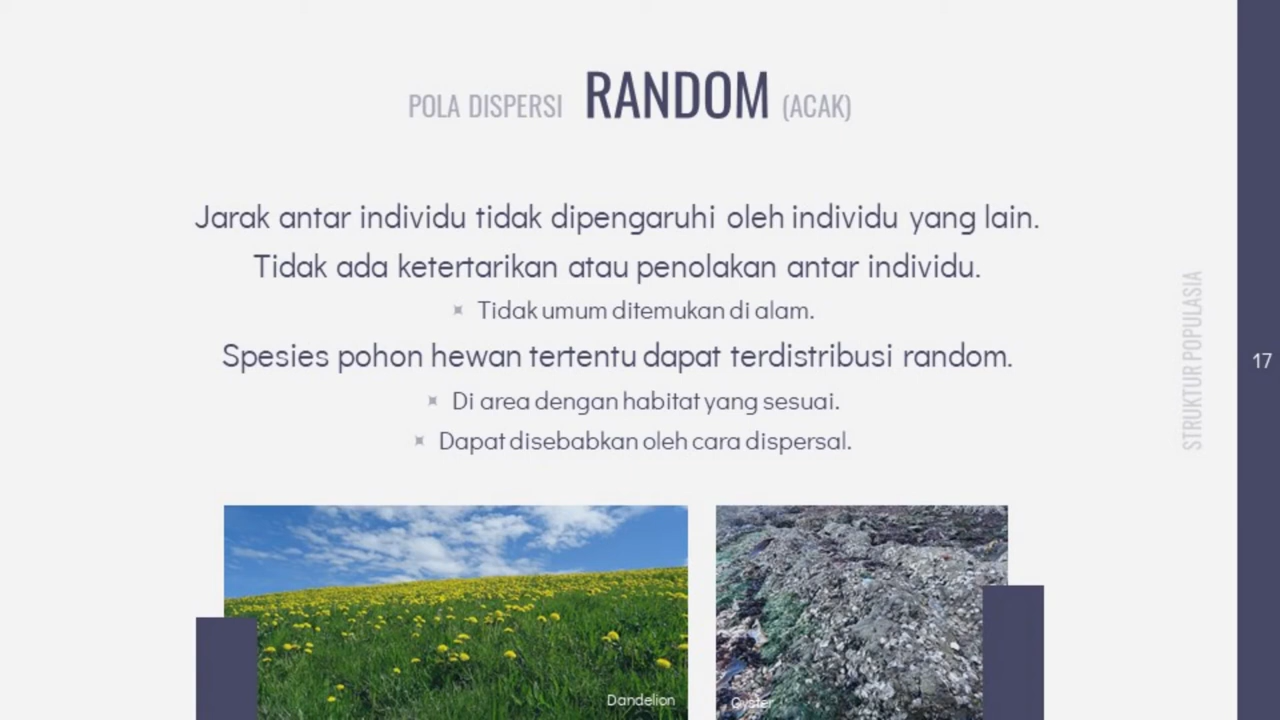 POLA DISPERSI RANDOM (ACAK)
Jarak antar individu tidak dipengaruhi oleh individu yang lain.
Tidak ada ketertarikan atau penolakan antar individu.
Tidak umum ditemukan di alam.
Spesies pohon hewan tertentu dapat terdistribusi random.
Di area dengan habitat yang sesuai.
Dapat disebabkan oleh cara dispersal.
STRUKTUR POPULASIA
17
Dandelion
Oyster